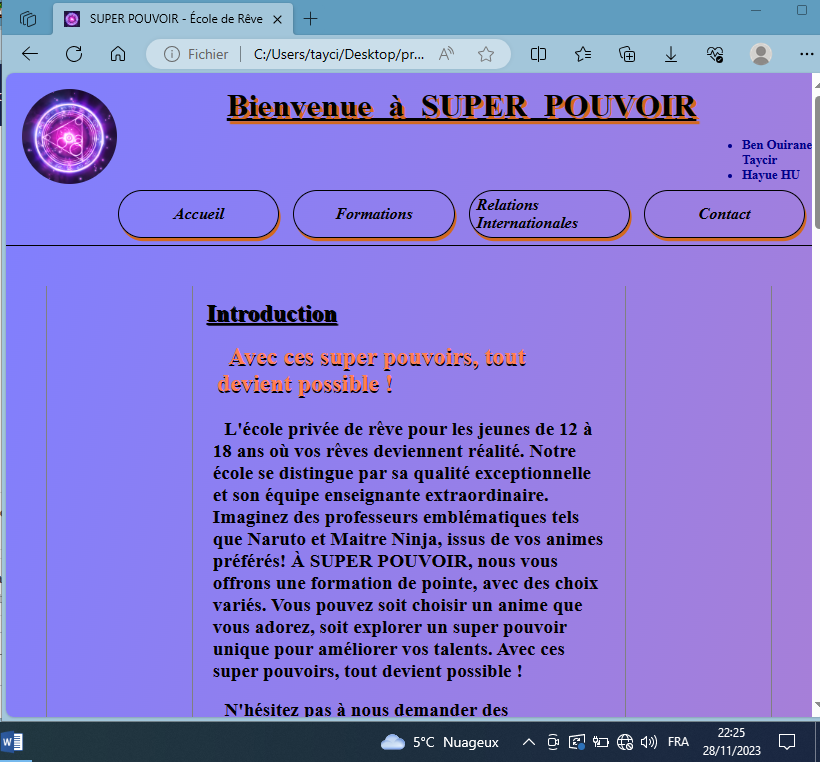 SUPER POUVOIR - École de Rêve
Fichier
C:/Users/tayci/Desktop/pr...
Bienvenue à SUPER POUVOIR
Ben Ouirane
Taycir
Hayue HU
Accueil
Formations
Relations
Internationales
Contact
Introduction
Avec ces super pouvoirs, tout
devient possible !
L'école privée de rêve pour les jeunes de 12 à
18 ans où vos rêves deviennent réalité. Notre
école se distingue par sa qualité exceptionnelle
et son équipe enseignante extraordinaire.
Imaginez des professeurs emblématiques tels
que Naruto et Maitre Ninja, issus de vos animes
préférés! À SUPER POUVOIR, nous vous
offrons une formation de pointe, avec des choix
variés. Vous pouvez soit choisir un anime que
vous adorez, soit explorer un super pouvoir
unique pour améliorer vos talents. Avec ces
super pouvoirs, tout devient possible !
N'hésitez pas à nous demander des
5°C Nuageux
FRA
22:25
28/11/2023